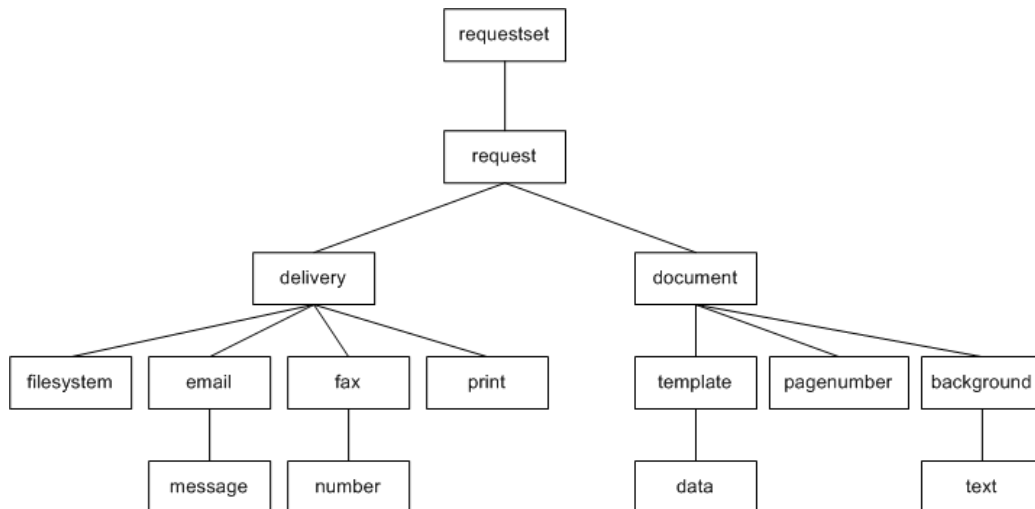 requestset
request
delivery
document
filesystem
email
fax
print
template
pagenumber
background
message
number
data
text